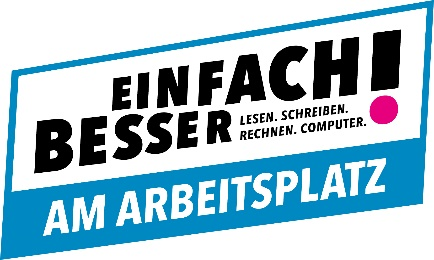 EINFACH
BESSER!
LESEN. SCHREIBEN.
RECHNEN. COMPUTER.
AM ARBEITSPLATZ